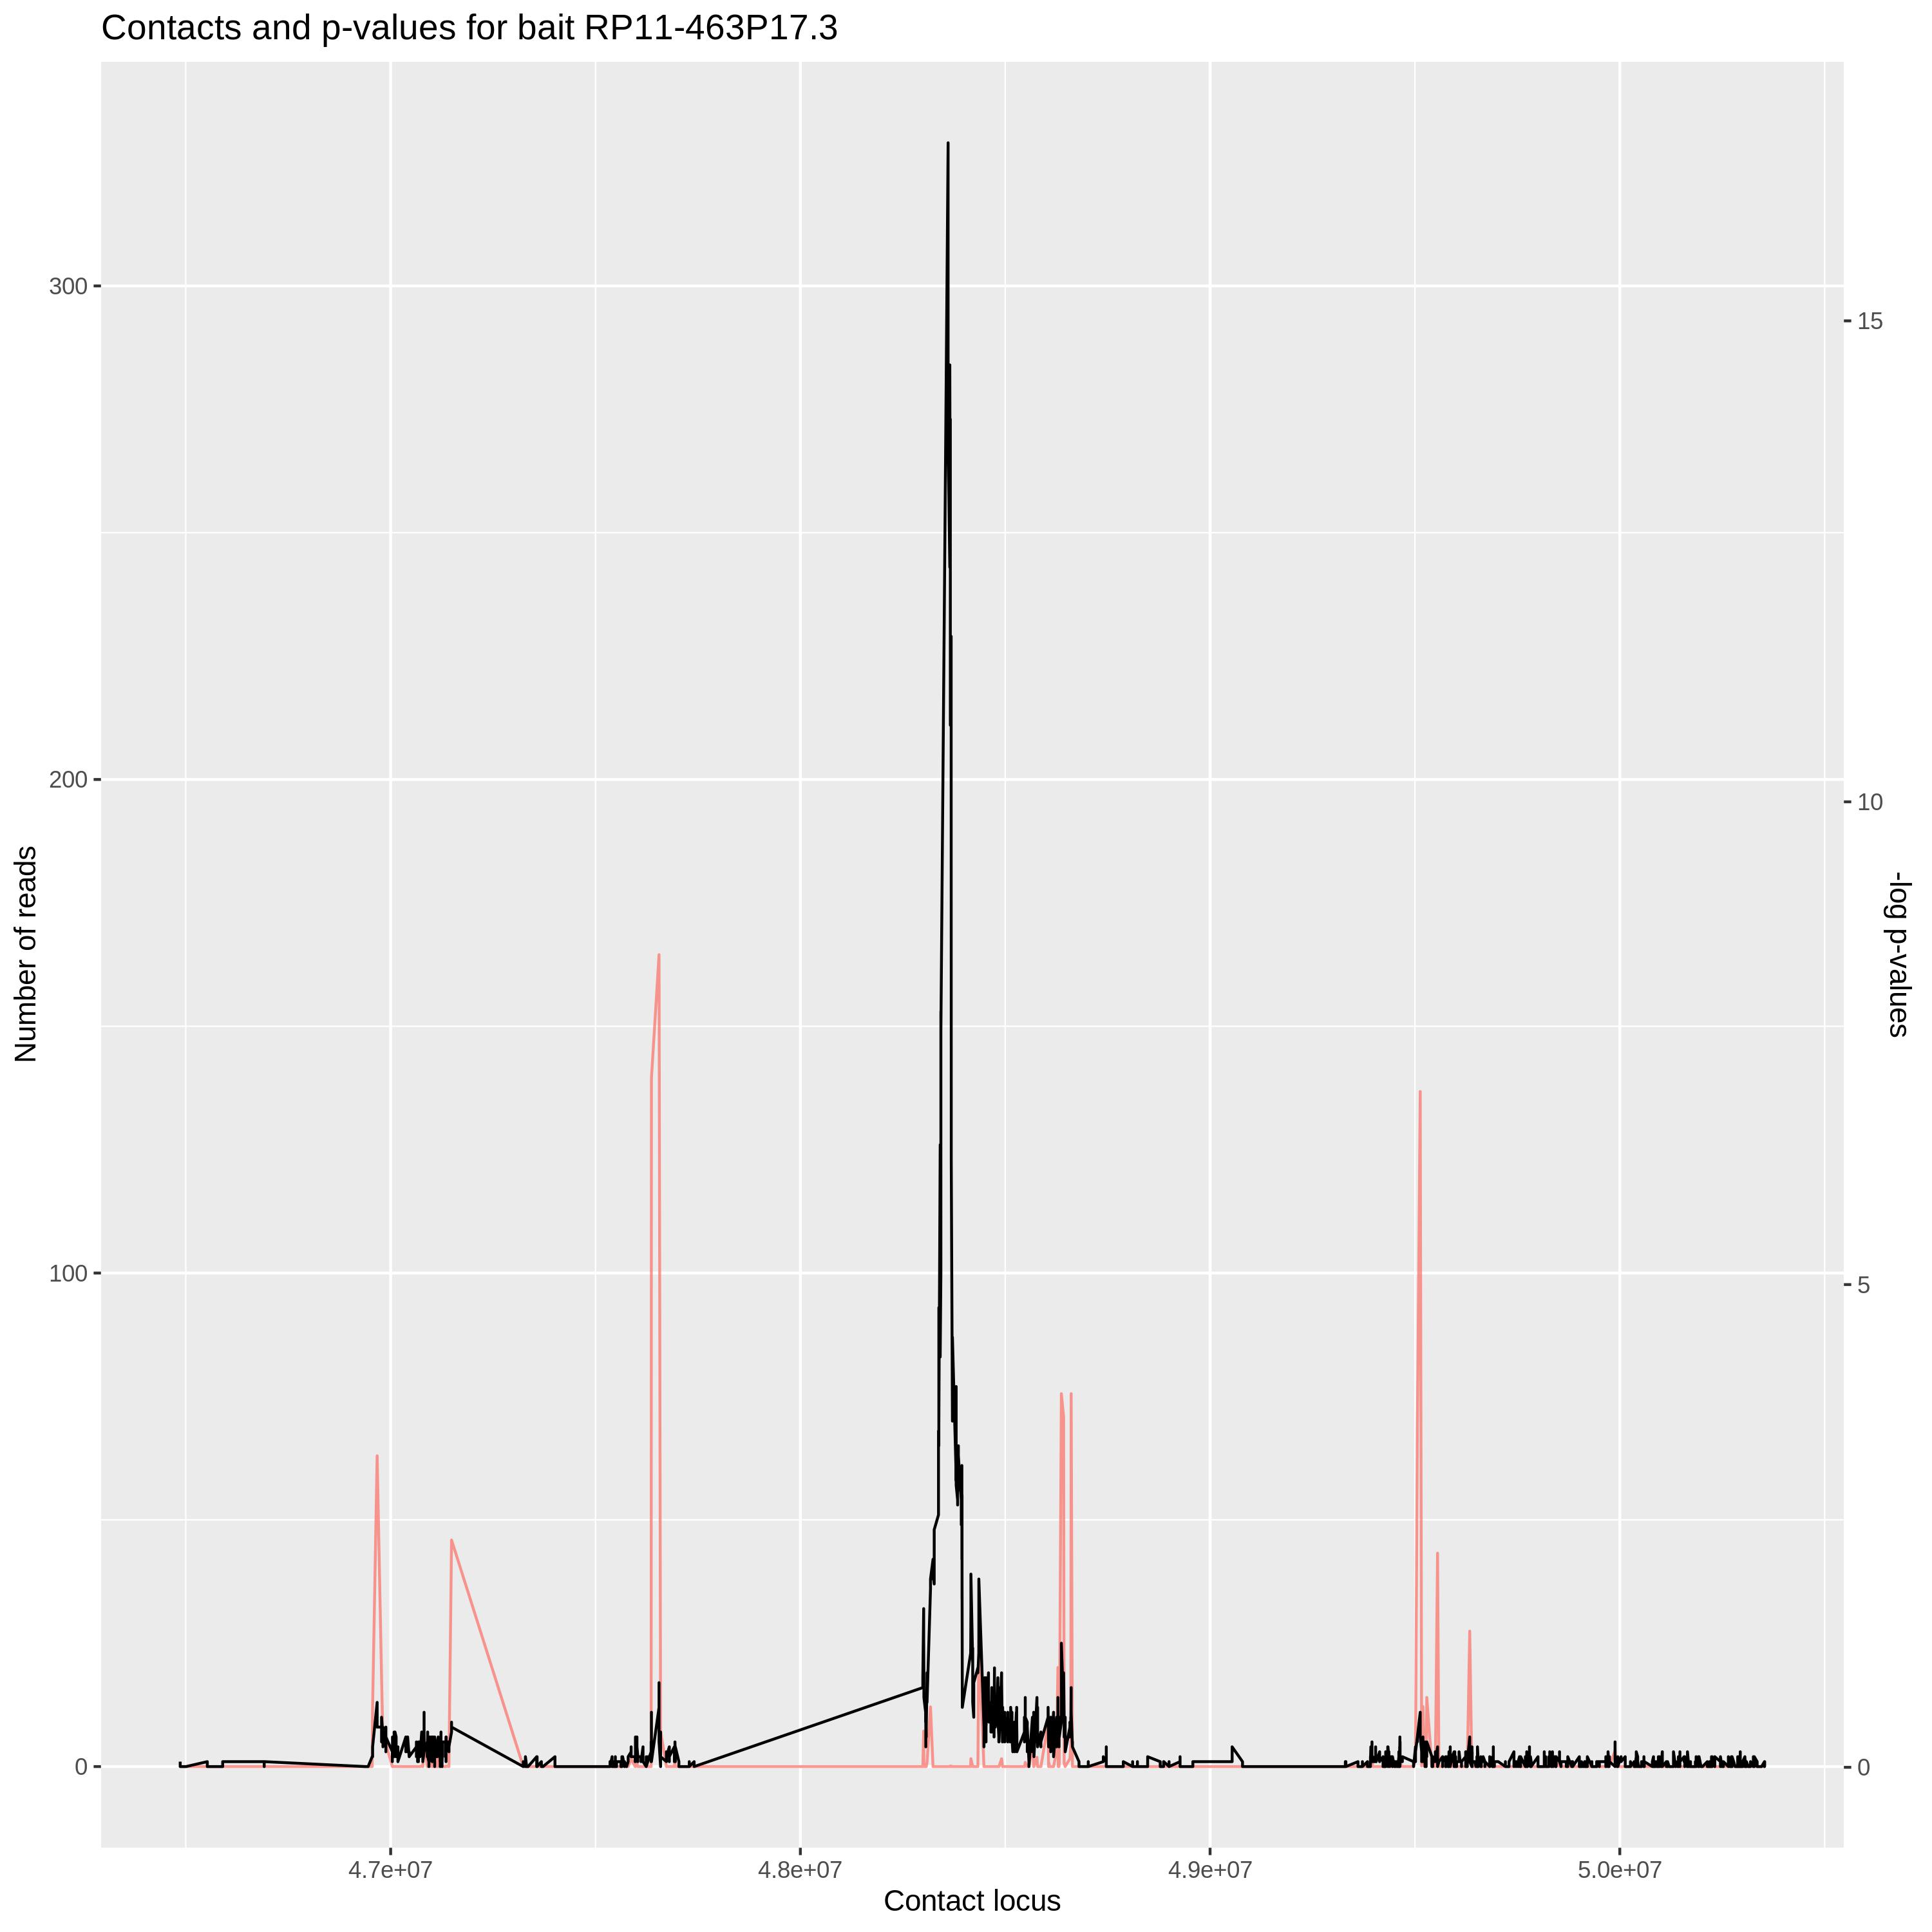 Contacts and p-values for bait RP11-463P17.3
300
200
100
0
15
10
5
0
Number of reads
-log p-values
4.7e+07
4.8e+07
4.9e+07
5.0e+07
Contact locus